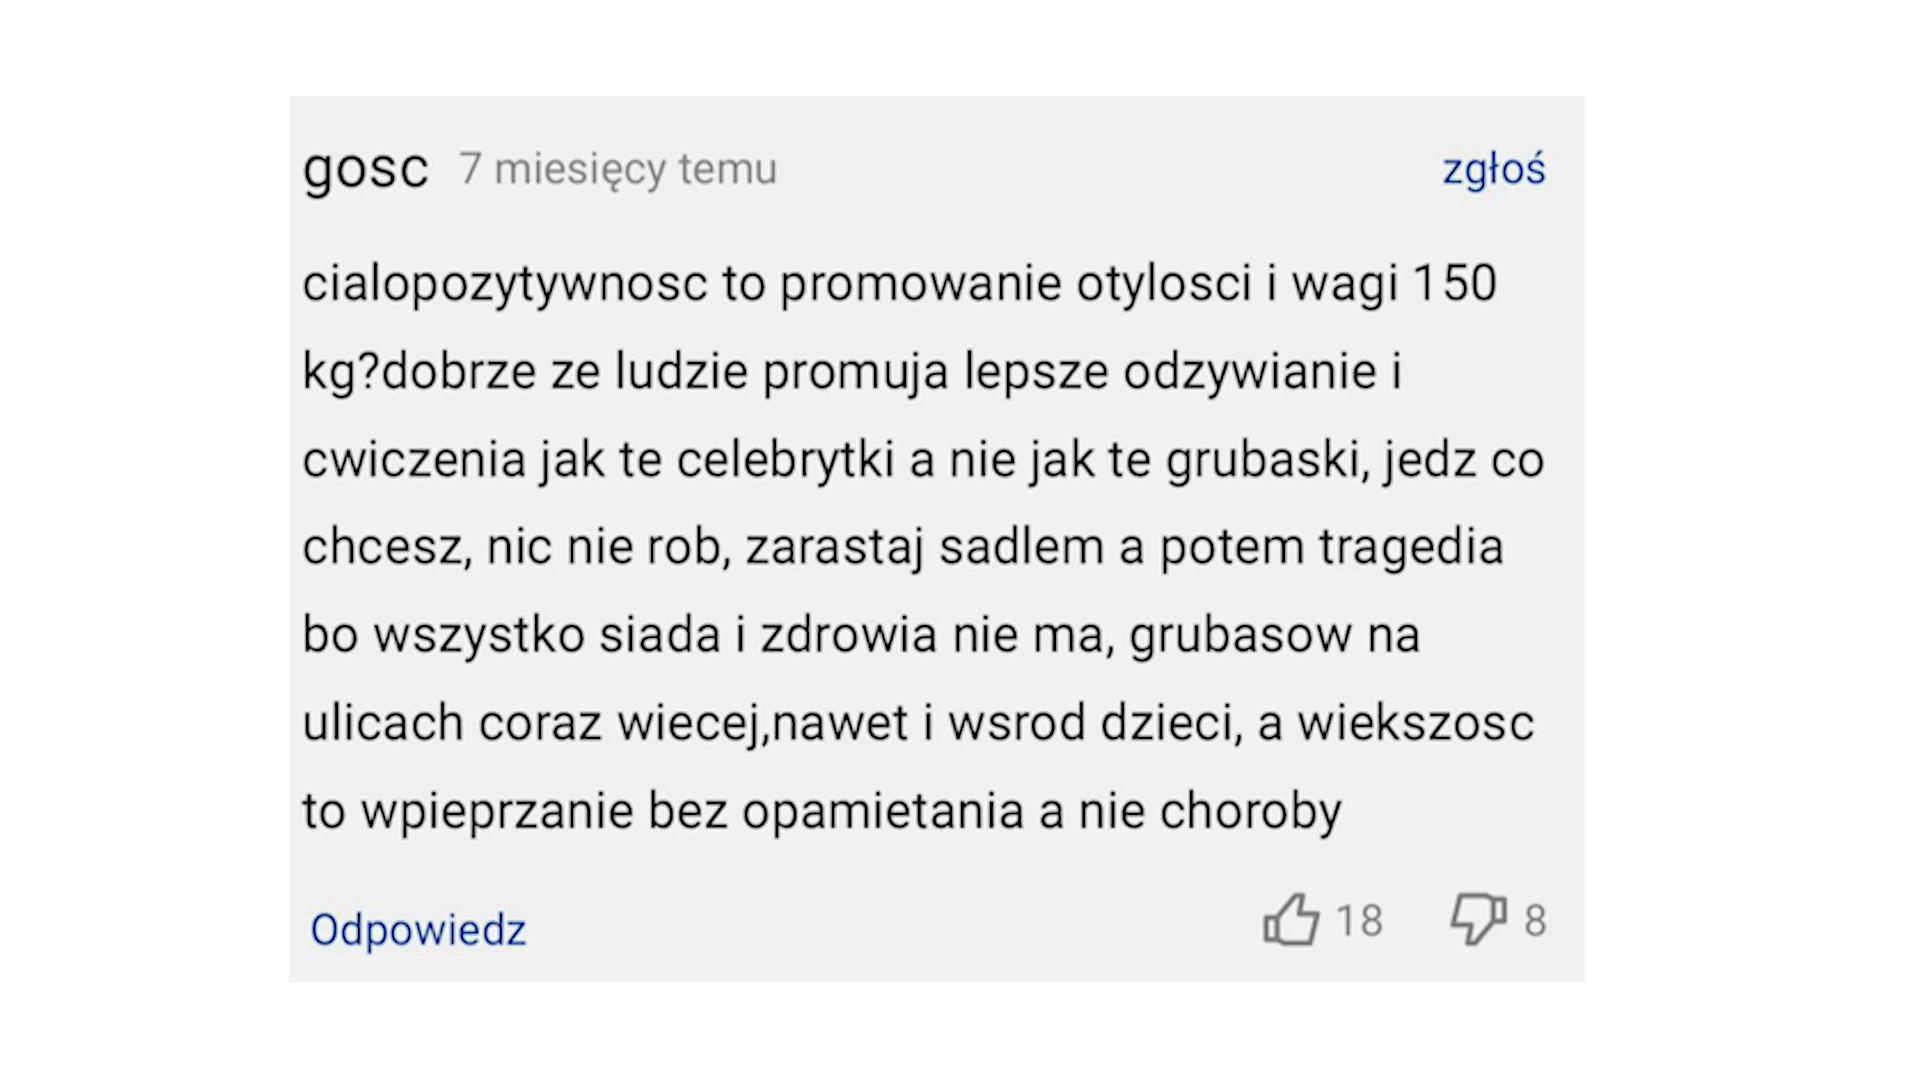 gosc 7 miesięcy temu zgłoś
cialopozytywnosc to promowanie otylosci i wagi 150
kg?dobrze ze ludzie promuja lepsze odzywianie i
cwiczenia jak te celebrytki a nie jak te grubaski, jedz co
chcesz, nic nie rob, zarastaj sadlem a potem tragedia
bo wszystko siada i zdrowia nie ma, grubasow na
ulicach coraz wiecej,nawet i wsrod dzieci, a wiekszosc
to wpieprzanie bez opamietania a nie choroby
Odpowiedz 18 8